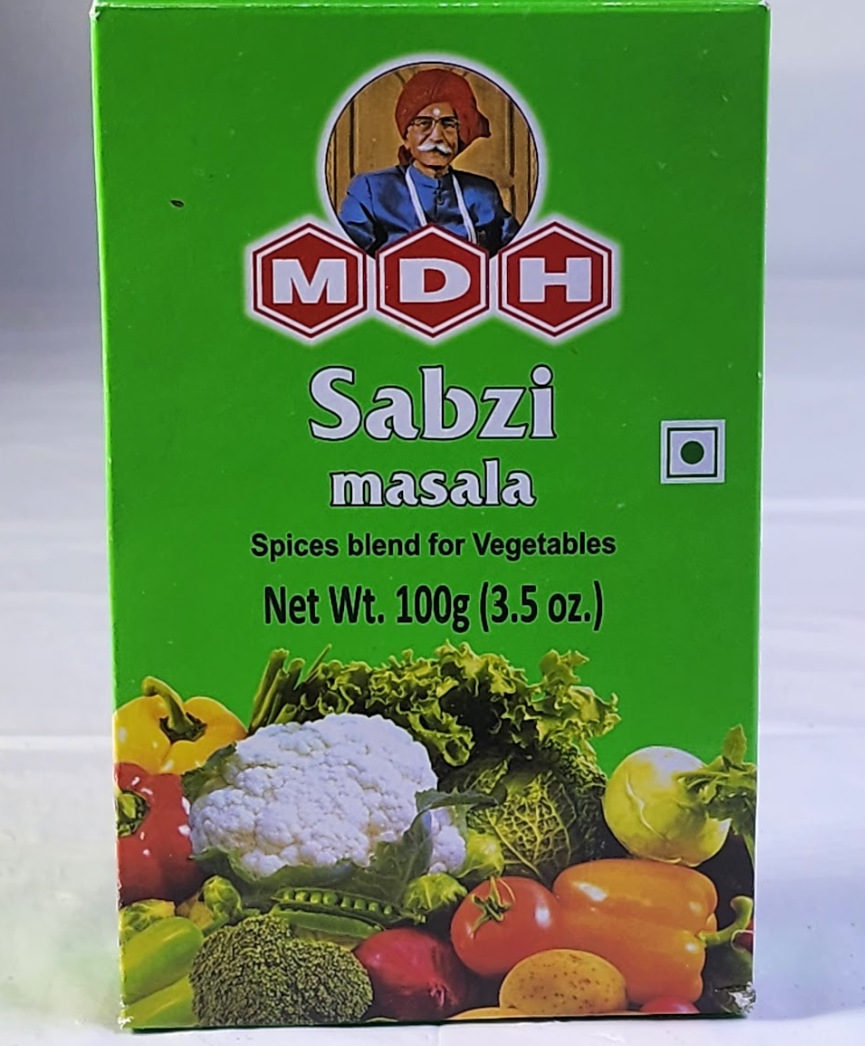 MDH
Sabzi
masala
Spices blend for Vegetables
Net Wt. 100g (3.5 oz.)